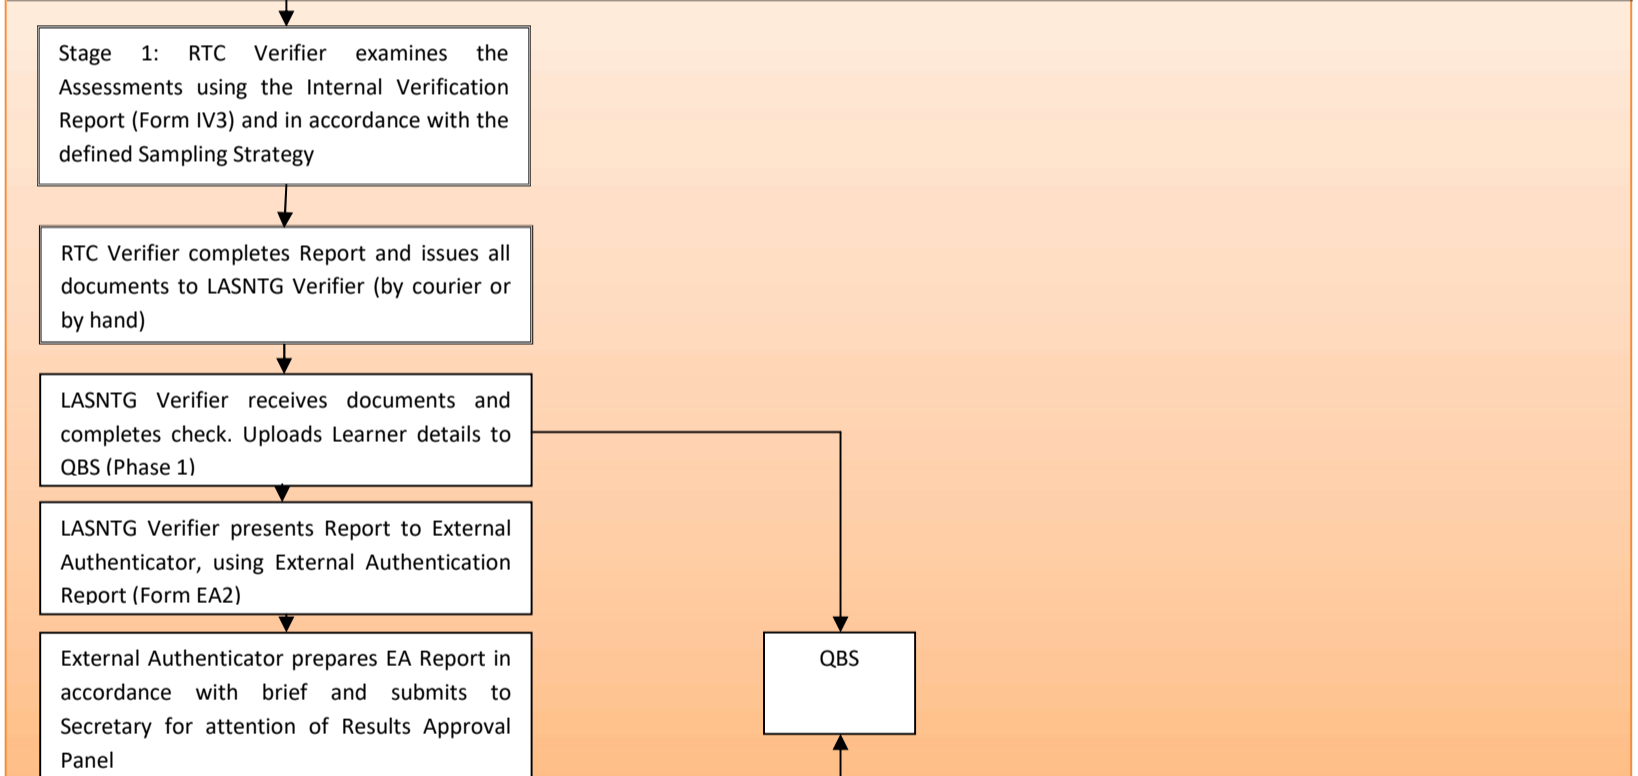 Stage 1: RTC Verifier examines the
Assessments using the Internal Verification
Report (Form IV3) and in accordance with the
defined Sampling Strategy
RTC Verifier completes Report and issues all
documents to LASNTG Verifier (by courier or
by hand)
LASNTG Verifier receives documents and
completes check. Uploads Learner details to
QBS (Phase 1)
LASNTG Verifier presents Report to External
Authenticator, using External Authentication
Report (Form EA2)
External Authenticator prepares EA Report in
accordance with brief and submits to
Secretary for attention of Results Approval
Panel
QBS